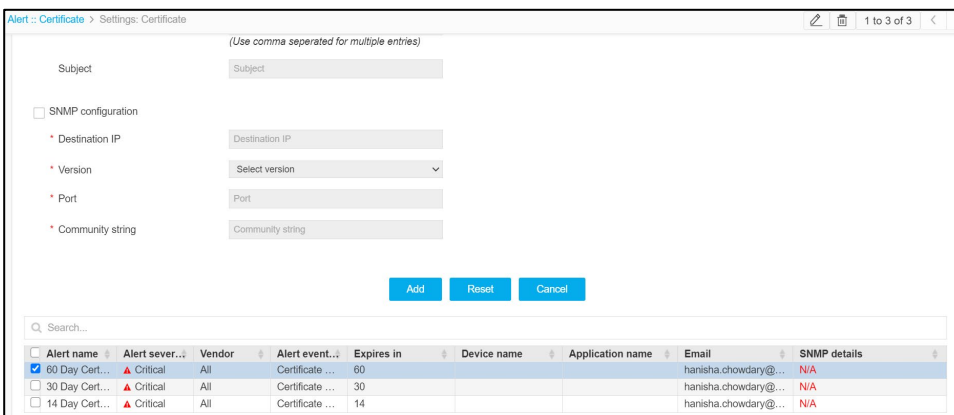 Alert :: Certificate > Settings: Certificate 1 to 3 of 3
(Use comma seperated for multiple entries)
Subject Subject
SNMP configuration
* Destination IP Destination IP
* Version Select version
* Port Port
* Community string Community string
Add Reset Cancel
Search...
Alert name Alert sever... Vendor Alert event... Expires in Device name Application name Email SNMP details
60 Day Cert... Critical All Certificate ... 60 hanisha.chowdary@... N/A
30 Day Cert... Critical All Certificate ... 30 hanisha.chowdary@... N/A
14 Day Cert... Critical All Certificate ... 14 hanisha.chowdary@... N/A